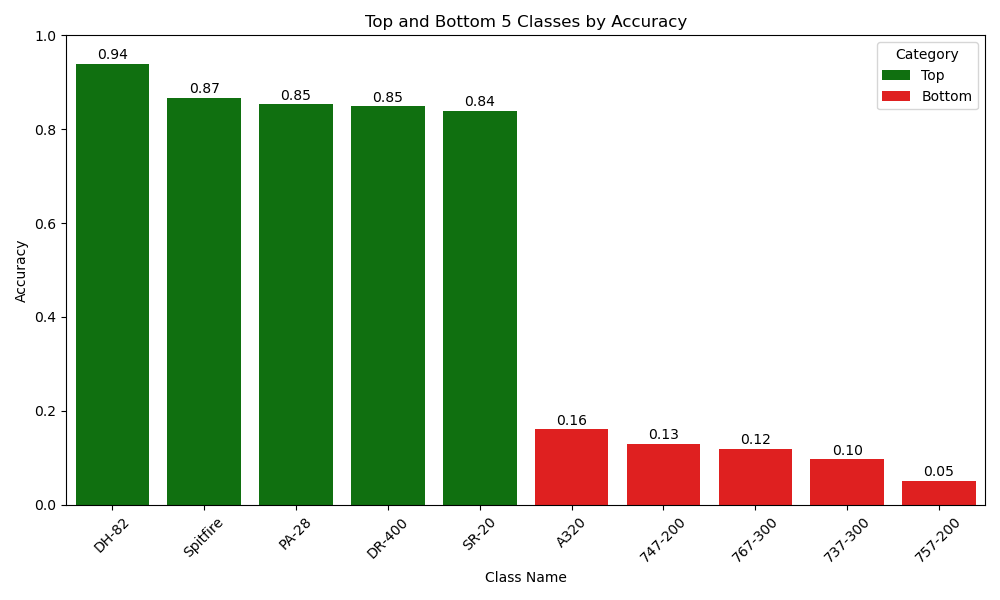 Top and Bottom 5 Classes by Accuracy
Category
Top
Bottom
Accuracy
1.0
0.8
0.6
0.4
0.2
0.0
0.94
0.87
0.85
0.85
0.84
0.16
0.13
0.12
0.10
0.05
DH-82
Spitfire
PA-28
DR-400
SR-20
A320
747-200
767-300
737-300
757-200
Class Name